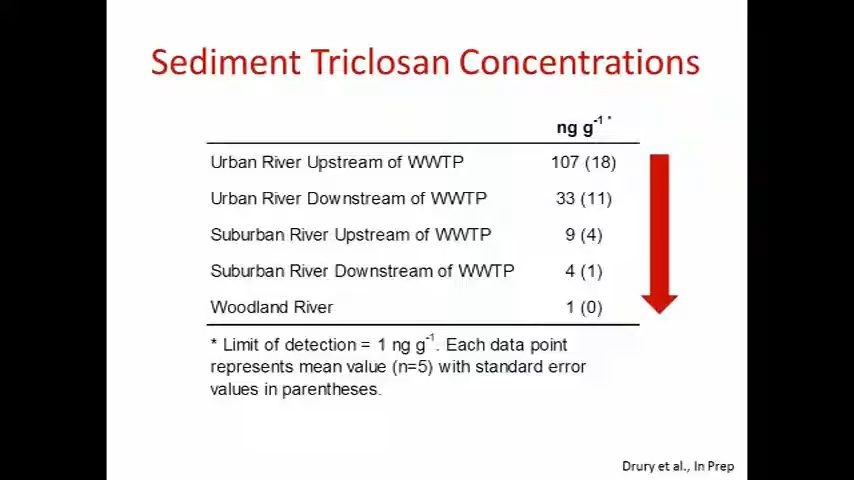 Sediment Triclosan Concentrations
ng g-1 *
Urban River Upstream of WWTP 107 (18)
Urban River Downstream of WWTP 33 (11)
Suburban River Upstream of WWTP 9 (4)
Suburban River Downstream of WWTP 4 (1)
Woodland River 1 (0)
* Limit of detection = 1 ng g-1. Each data point
represents mean value (n=5) with standard error
values in parentheses.
Drury et al., In Prep